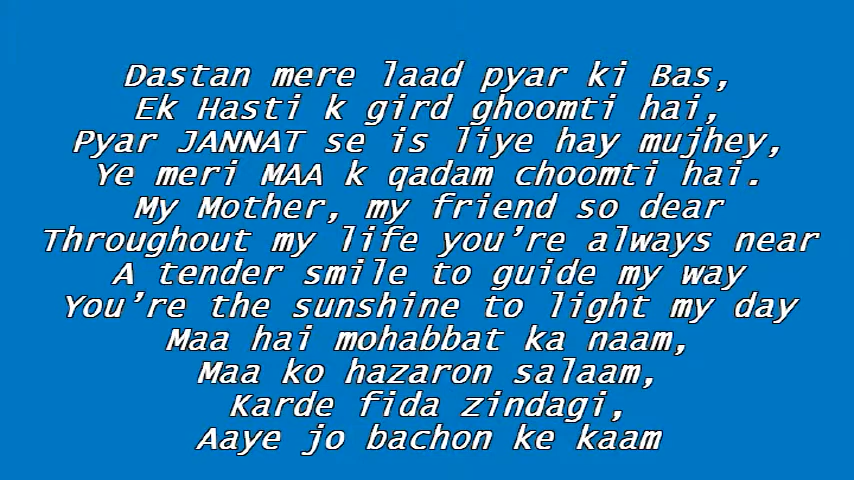 Dastan mere laad pyar ki Bas,
Ek Hasti k gird ghoomti hai,
Pyar JANNAT se is liye hay mujhey,
Ye meri MAA k qadam choomti hai.
My Mother, my friend so dear
Throughout my life you're always near
A tender smile to guide my way
You're the sunshine to light my day
Maa hai mohabbat ka naam,
Maa ko hazaron salaam,
Karde fida zindagi,
Aaye jo bachon ke kaam